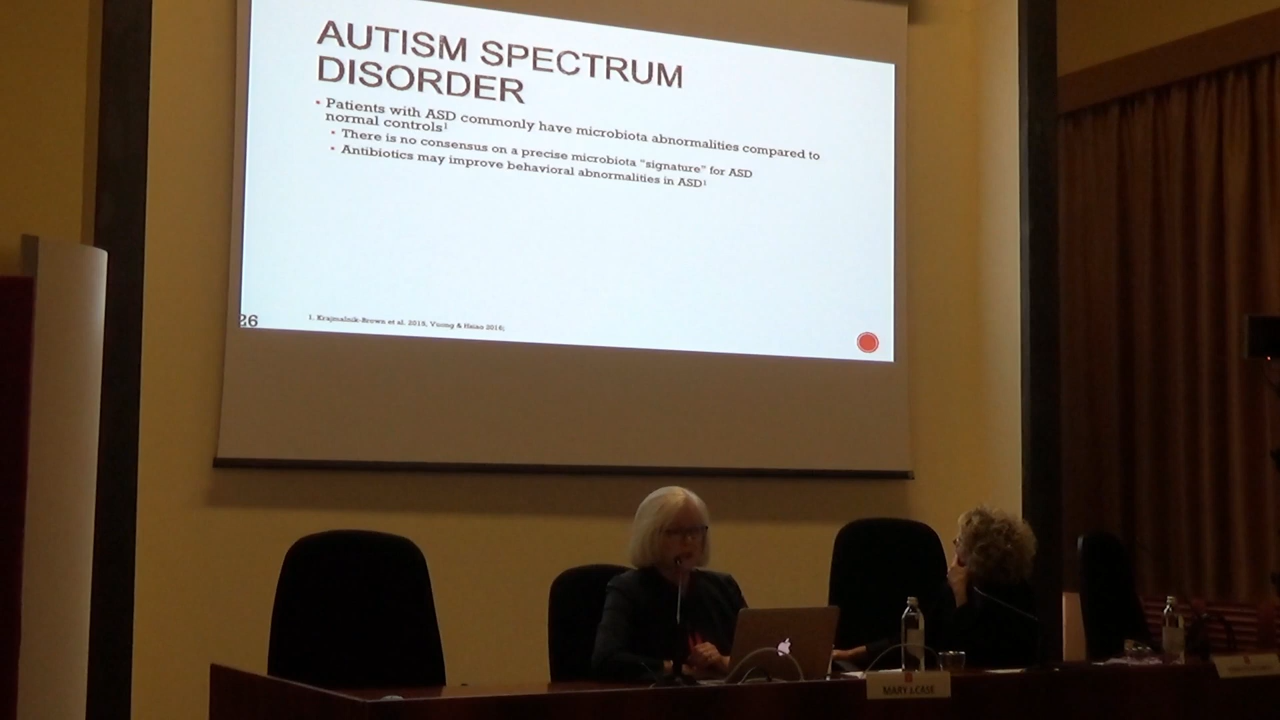 AUTISM SPECTRUM
DISORDER
• Patients with ASD commonly have microbiota abnormalities compared to
normal controls¹
• There is no consensus on a precise microbiota "signature" for ASD
• Antibiotics may improve behavioral abnormalities in ASD¹
26
1. Krajmalnik-Brown et al. 2015, Vuong & Hsiao 2016;
MARY J.CASE